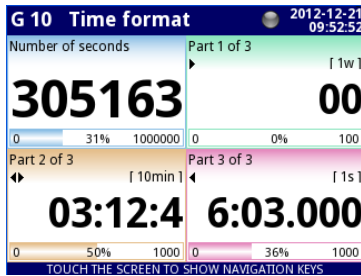 G 10 Time format
2012-12-21
09:52:52
Number of seconds
305163
0 31% 1000000
Part 1 of 3
[ 1w ]
00
0 0% 100
Part 2 of 3
[ 10min ]
03:12:4
0 50% 1000
Part 3 of 3
[ 1s ]
6:03.000
0 36% 1000
TOUCH THE SCREEN TO SHOW NAVIGATION KEYS